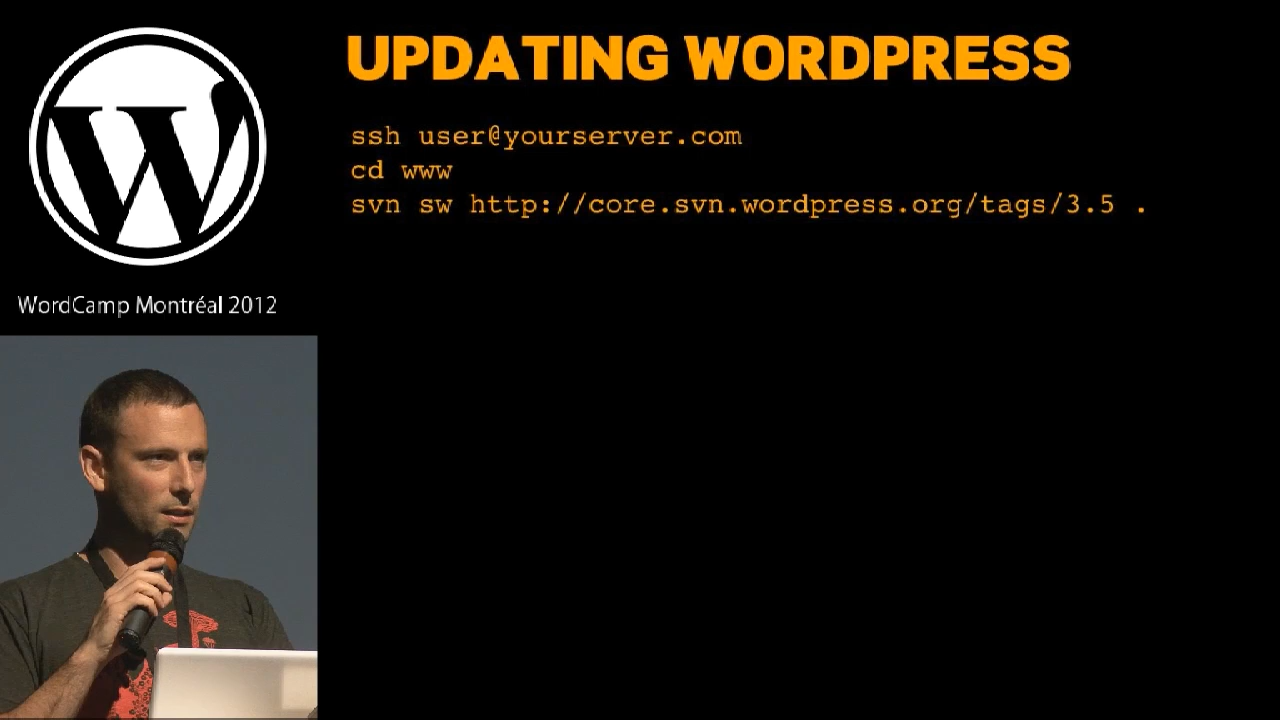 UPDATING WORDPRESS
ssh user@yourserver.com
cd www
svn sw http://core.svn.wordpress.org/tags/3.5 .
WordCamp Montréal 2012